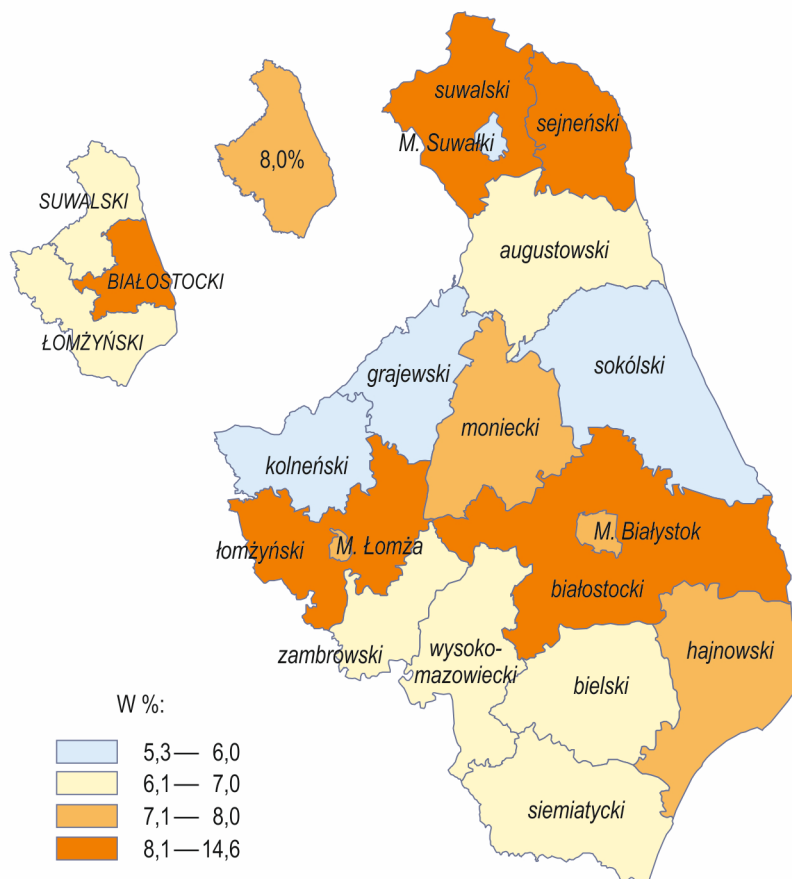 suwalski
sejneński
M. Suwałki
8,0%
SUWALSKI
augustowski
BIAŁOSTOCKI
ŁOMŻYŃSKI
grajewski
sokólski
moniecki
kolneński
M. Białystok
łomżyński
M. Łomża
białostocki
zambrowski
wysoko-
mazowiecki
hajnowski
bielski
siemiatycki
W %:
5,3— 6,0
6,1— 7,0
7,1— 8,0
8,1—14,6